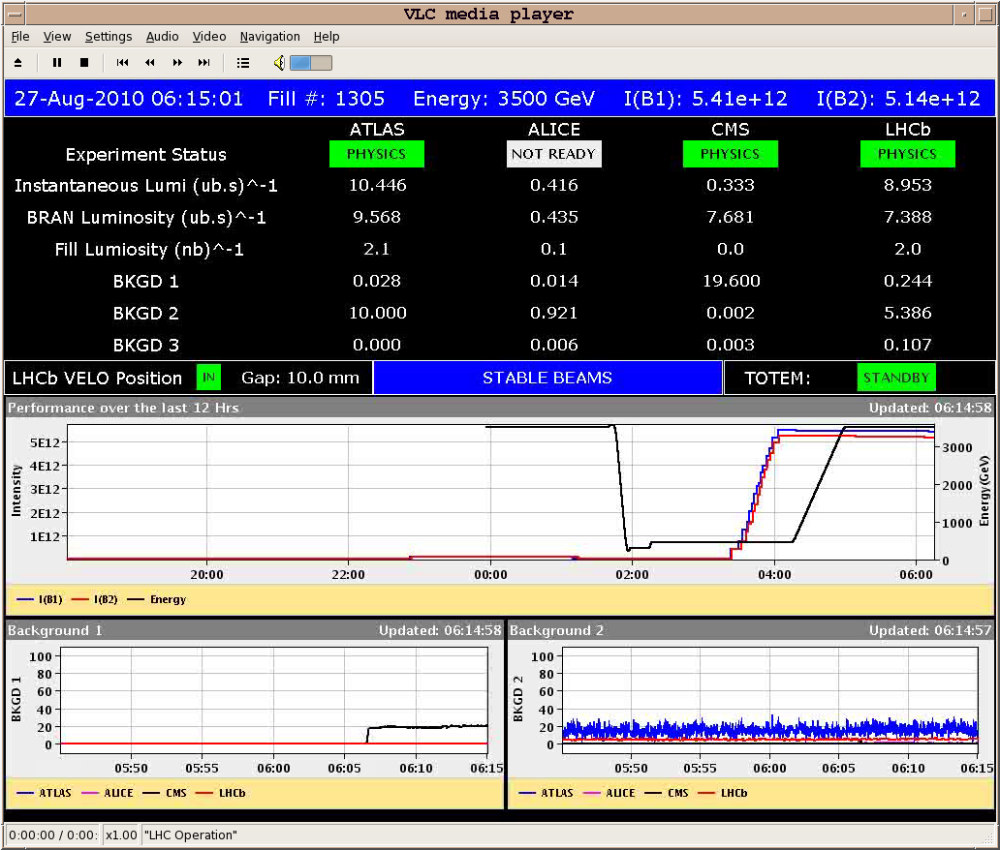 VLC media player
File View Settings Audio Video Navigation Help
27-Aug-2010 06:15:01 Fill #: 1305 Energy: 3500 GeV I(B1): 5.41e+12 I(B2): 5.14e+12
ATLAS ALICE CMS LHCb
Experiment Status PHYSICS NOT READY PHYSICS PHYSICS
Instantaneous Lumi (ub.s)^-1 10.446 0.416 0.333 8.953
BRAN Luminosity (ub.s)^-1 9.568 0.435 7.681 7.388
Fill Lumiosity (nb)^-1 2.1 0.1 0.0 2.0
BKGD 1 0.028 0.014 19.600 0.244
BKGD 2 10.000 0.921 0.002 5.386
BKGD 3 0.000 0.006 0.003 0.107
LHCb VELO Position IN Gap: 10.0 mm STABLE BEAMS TOTEM: STANDBY
Performance over the last 12 Hrs Updated: 06:14:58
Intensity
5E12
4E12
3E12
2E12
1E12
3000
2000
1000
0
Energy(GeV)
20:00 22:00 00:00 02:00 04:00 06:00
I(B1) I(B2) Energy
Background 1 Updated: 06:14:58
BKGD 1
100
80
60
40
20
0
05:50 05:55 06:00 06:05 06:10 06:15
ATLAS ALICE CMS LHCb
Background 2 Updated: 06:14:57
BKGD 2
100
80
60
40
20
0
05:50 05:55 06:00 06:05 06:10 06:15
ATLAS ALICE CMS LHCb
0:00:00 / 0:00: x1.00 "LHC Operation"